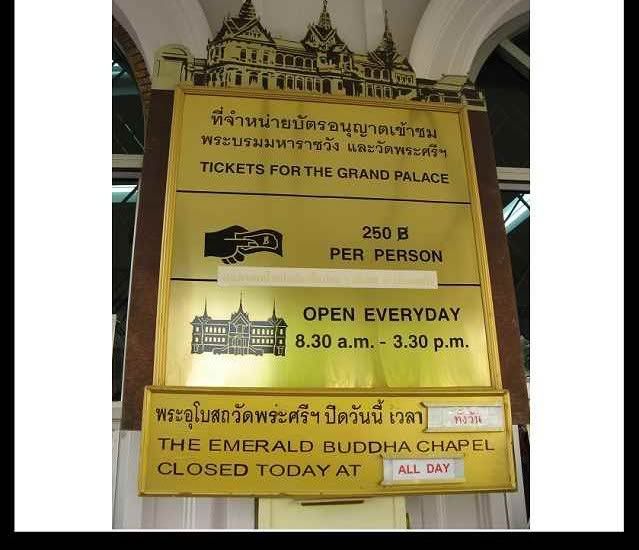 ที่จำหน่ายบัตรอนุญาตเข้าชม
พระบรมมหาราชวัง และวัดพระศรีฯ
TICKETS FOR THE GRAND PALACE
250 ฿
PER PERSON
OPEN EVERYDAY
8.30 a.m. - 3.30 p.m.
พระอุโบสถวัดพระศรีฯ ปิดวันนี้ เวลา ทั้งวัน
THE EMERALD BUDDHA CHAPEL
CLOSED TODAY AT ALL DAY